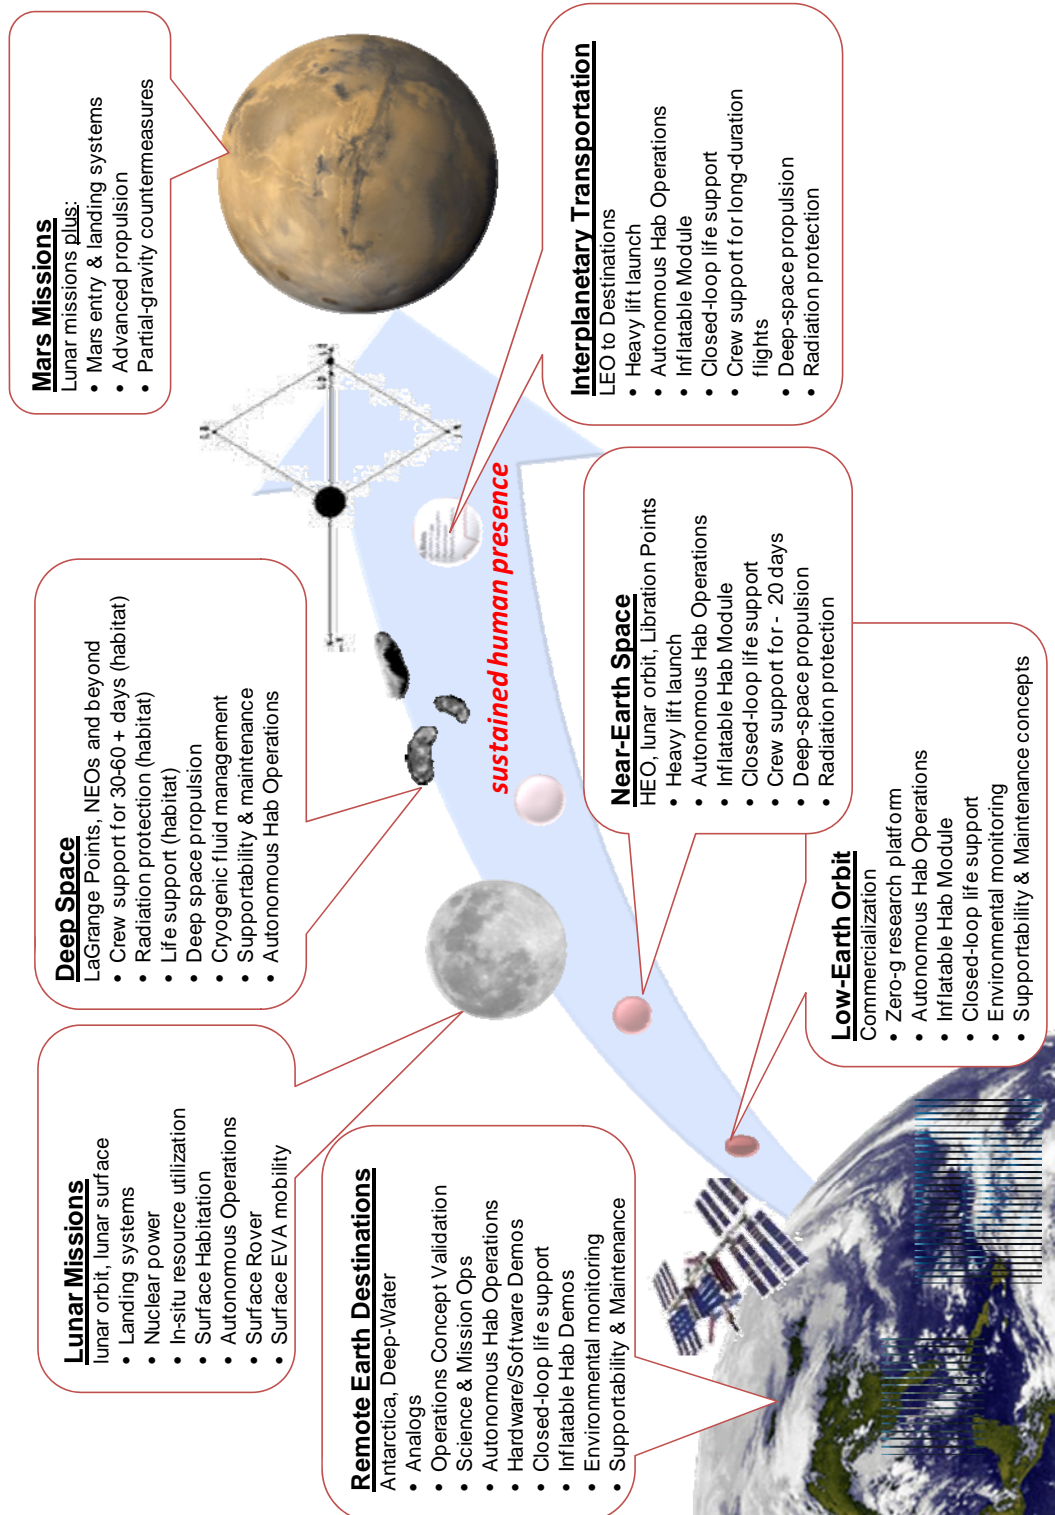 Lunar Missions
lunar orbit, lunar surface
• Landing systems
• Nuclear power
• In-situ resource utilization
• Surface Habitation
• Autonomous Operations
• Surface Rover
• Surface EVA mobility
Deep Space
LaGrange Points, NEOs and beyond
• Crew support for 30-60 + days (habitat)
• Radiation protection (habitat)
• Life support (habitat)
• Deep space propulsion
• Cryogenic fluid management
• Supportability & maintenance
• Autonomous Hab Operations
Mars Missions
Lunar missions plus:
• Mars entry & landing systems
• Advanced propulsion
• Partial-gravity countermeasures
Remote Earth Destinations
Antarctica, Deep-Water
• Analogs
• Operations Concept Validation
• Science & Mission Ops
• Autonomous Hab Operations
• Hardware/Software Demos
• Closed-loop life support
• Inflatable Hab Demos
• Environmental monitoring
• Supportability & Maintenance
sustained human presence
Interplanetary Transportation
LEO to Destinations
• Heavy lift launch
• Autonomous Hab Operations
• Inflatable Module
• Closed-loop life support
• Crew support for long-duration
flights
• Deep-space propulsion
• Radiation protection
Near-Earth Space
HEO, lunar orbit, Libration Points
• Heavy lift launch
• Autonomous Hab Operations
• Inflatable Hab Module
• Closed-loop life support
• Crew support for - 20 days
• Deep-space propulsion
• Radiation protection
Low-Earth Orbit
Commercialization
• Zero-g research platform
• Autonomous Hab Operations
• Inflatable Hab Module
• Closed-loop life support
• Environmental monitoring
• Supportability & Maintenance concepts